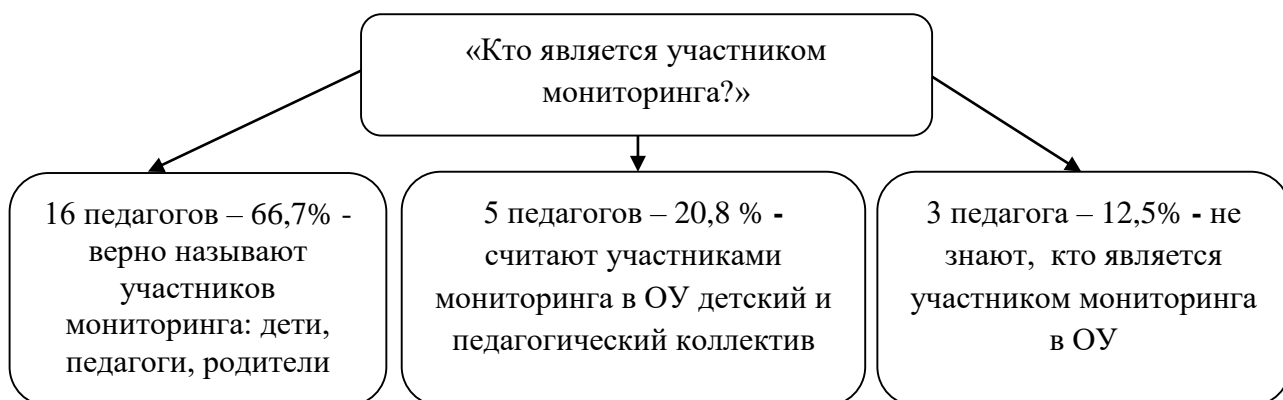 «Кто является участником
мониторинга?»
16 педагогов – 66,7% -
верно называют
участников
мониторинга: дети,
педагоги, родители
5 педагогов – 20,8 % -
считают участниками
мониторинга в ОУ детский и
педагогический коллектив
3 педагога – 12,5% - не
знают, кто является
участником мониторинга
в ОУ